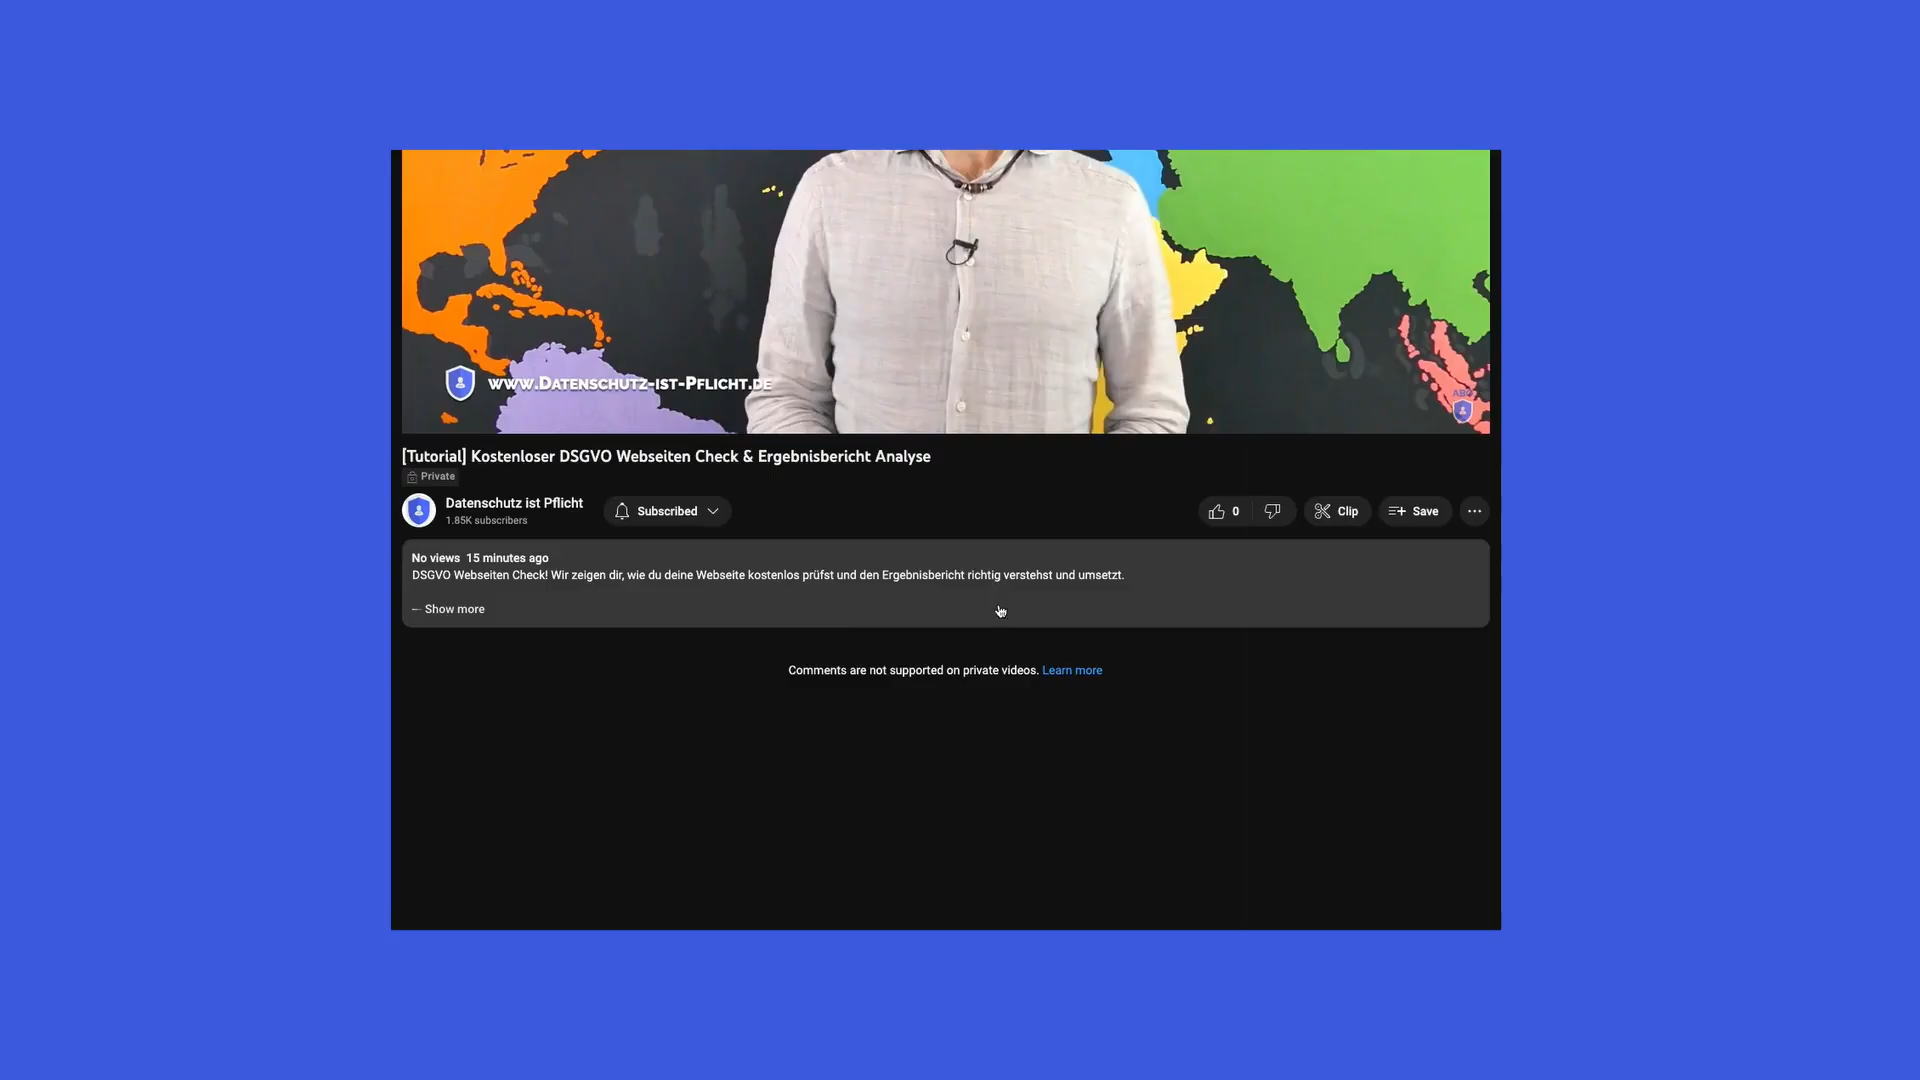 www.Datenschutz-ist-Pflicht.de
ABO
[Tutorial] Kostenloser DSGVO Webseiten Check & Ergebnisbericht Analyse
Private
Datenschutz ist Pflicht
1.85K subscribers
Subscribed
0
Clip
Save
No views 15 minutes ago
DSGVO Webseiten Check! Wir zeigen dir, wie du deine Webseite kostenlos prüfst und den Ergebnisbericht richtig verstehst und umsetzt.
— Show more
Comments are not supported on private videos. Learn more